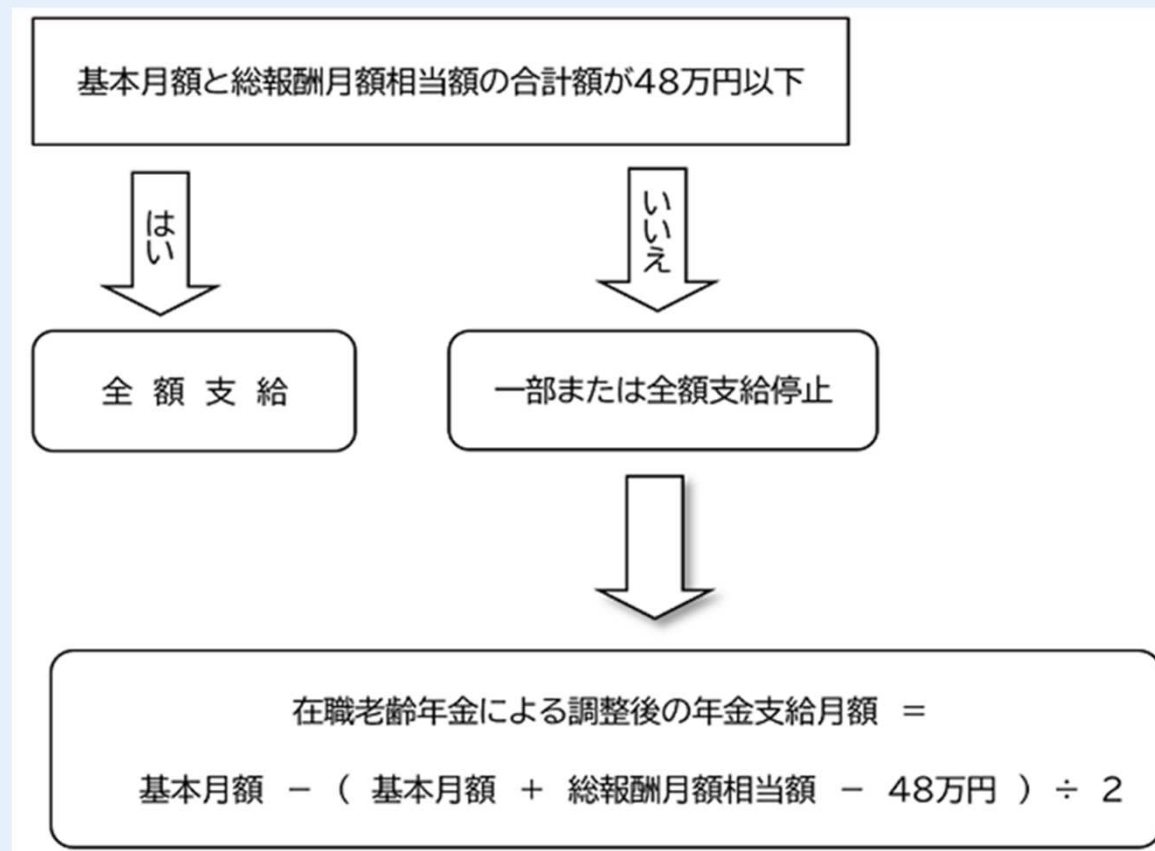 基本月額と総報酬月額相当額の合計額が48万円以下
はい
いいえ
全 額 支 給
一部または全額支給停止
在職老齢年金による調整後の年金支給月額 ＝
基本月額 － （ 基本月額 ＋ 総報酬月額相当額 － 48万円 ） ÷ 2